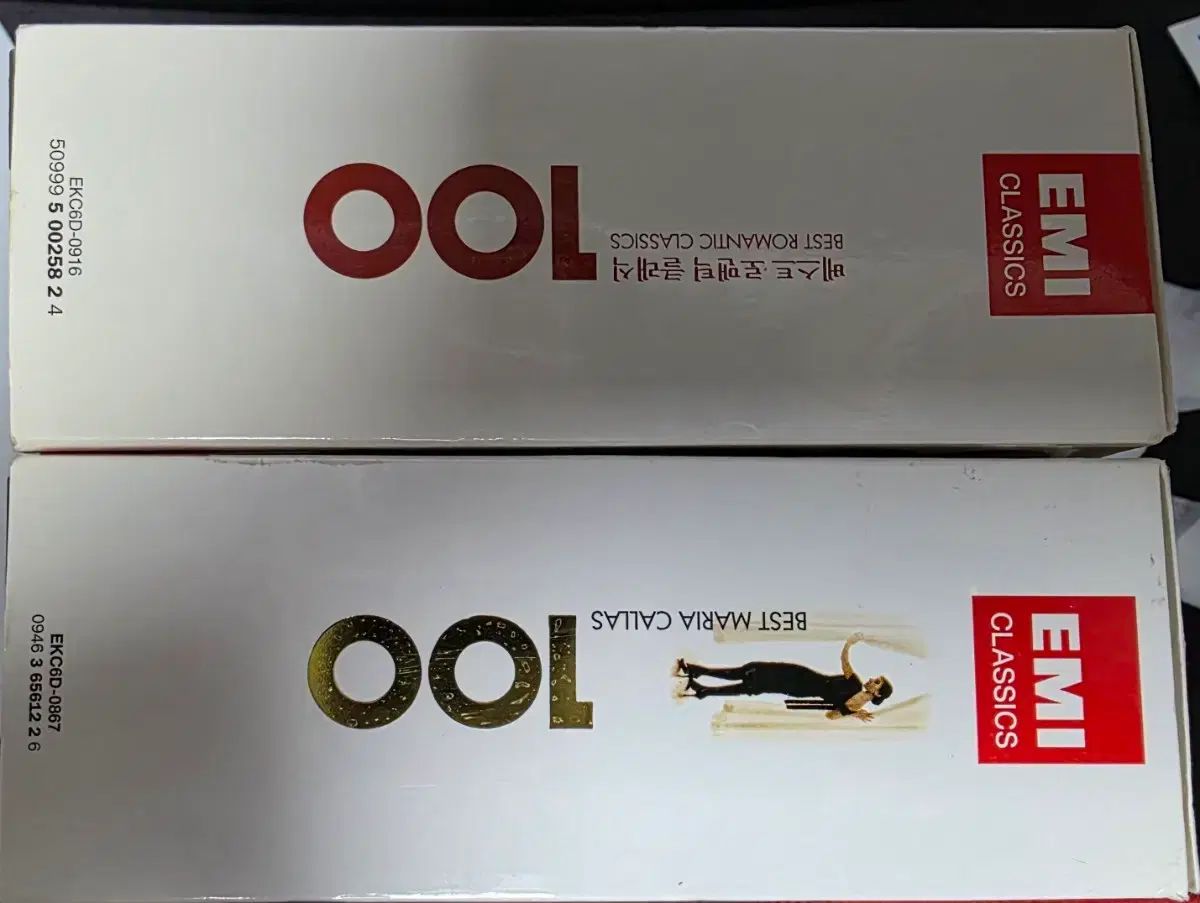 EMI
CLASSICS
베스트 로맨틱 클래식
BEST ROMANTIC CLASSICS
100
EKC6D-0916
50999 5 00258 2 4
EMI
CLASSICS
BEST MARIA CALLAS
100
EKC6D-0867
0946 3 65612 2 6